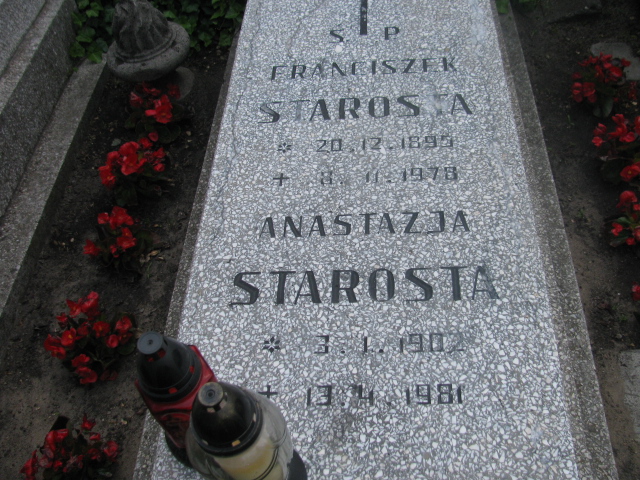 Ś P
FRANCISZEK
STAROSTA
* 20.12.1895
+ 8.11.1978
ANASTAZJA
STAROSTA
* 3.1.1902
+ 13.4.1981